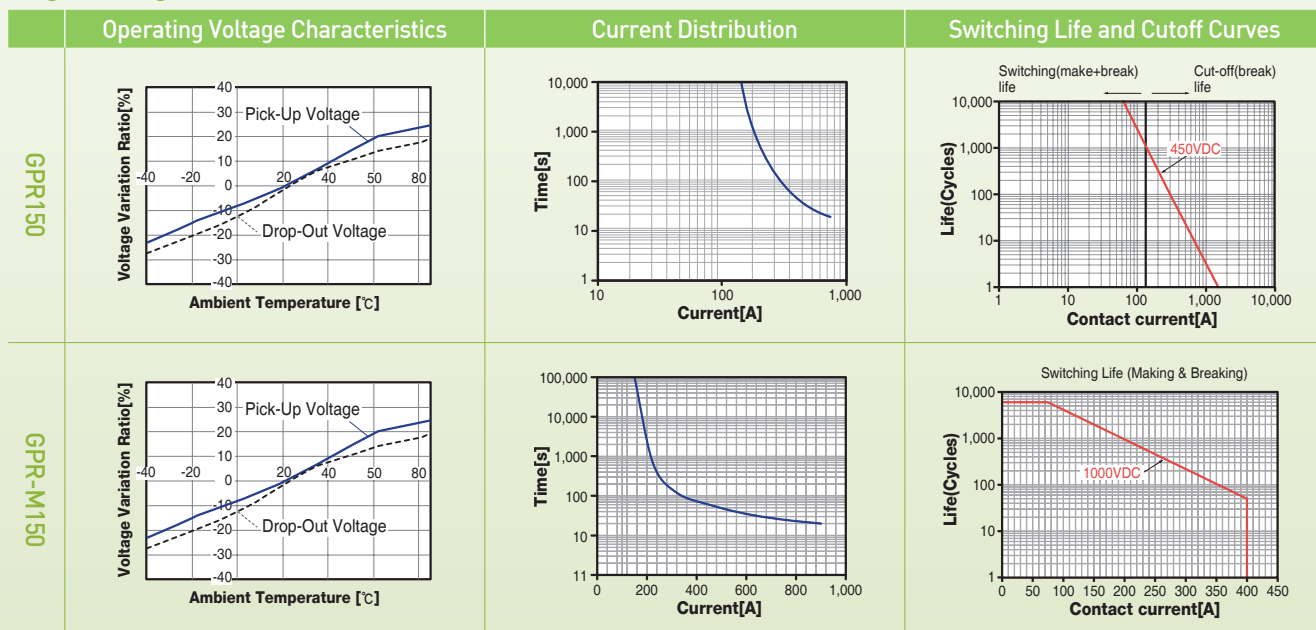 Operating Voltage Characteristics
Current Distribution
Switching Life and Cutoff Curves
GPR150
Voltage Variation Ratio[%]
40
30
20
10
0
-10
-20
-30
-40
-40 -20 20 40 60 80
Pick-Up Voltage
Drop-Out Voltage
Ambient Temperature [℃]
Time[s]
10,000
1,000
100
10
1
10 100 1,000
Current[A]
Switching(make+break)
life
Cut-off(break)
life
Life(Cycles)
10,000
1,000
100
10
1
450VDC
1 10 100 1,000 10,000
Contact current[A]
GPR-M150
Voltage Variation Ratio[%]
40
30
20
10
0
-10
-20
-30
-40
-40 -20 20 40 60 80
Pick-Up Voltage
Drop-Out Voltage
Ambient Temperature [℃]
Time[s]
100,000
10,000
1,000
100
10
11
0 200 400 600 800 1,000
Current[A]
Switching Life (Making & Breaking)
Life(Cycles)
10,000
1,000
100
10
1
1000VDC
0 50 100 150 200 250 300 350 400 450
Contact current[A]